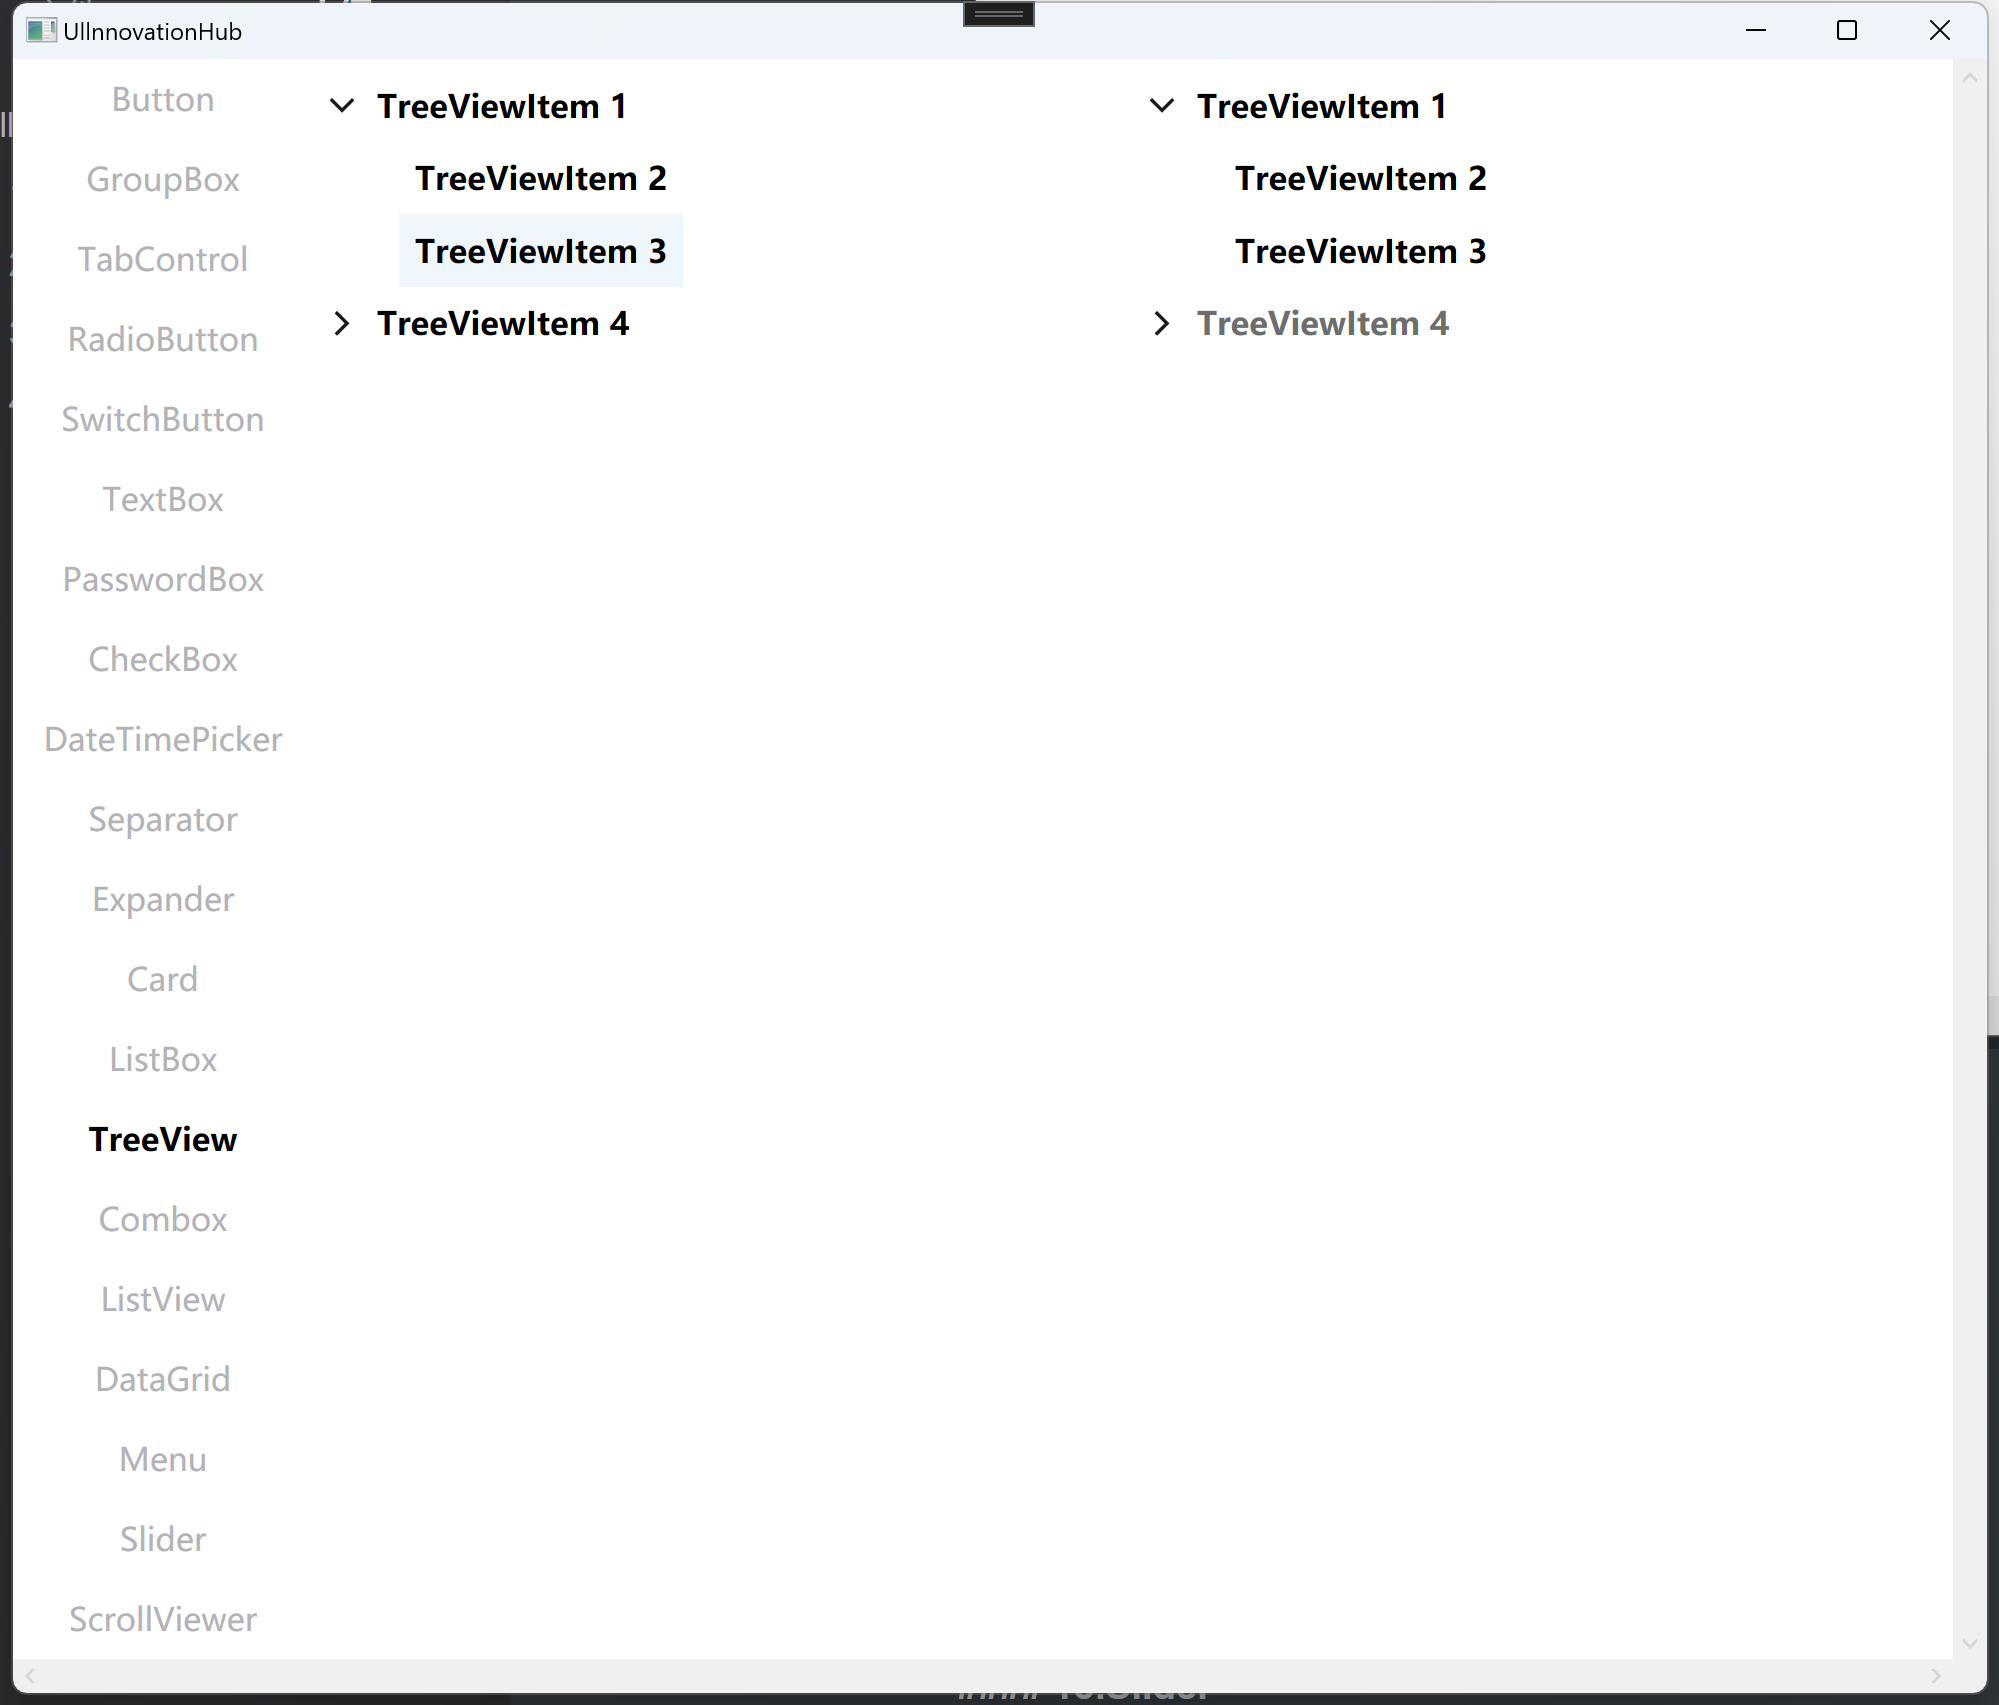 UIInnovationHub
Button
GroupBox
TabControl
RadioButton
SwitchButton
TextBox
PasswordBox
CheckBox
DateTimePicker
Separator
Expander
Card
ListBox
TreeView
Combox
ListView
DataGrid
Menu
Slider
ScrollViewer
TreeViewItem 1
TreeViewItem 2
TreeViewItem 3
TreeViewItem 4
TreeViewItem 1
TreeViewItem 2
TreeViewItem 3
TreeViewItem 4